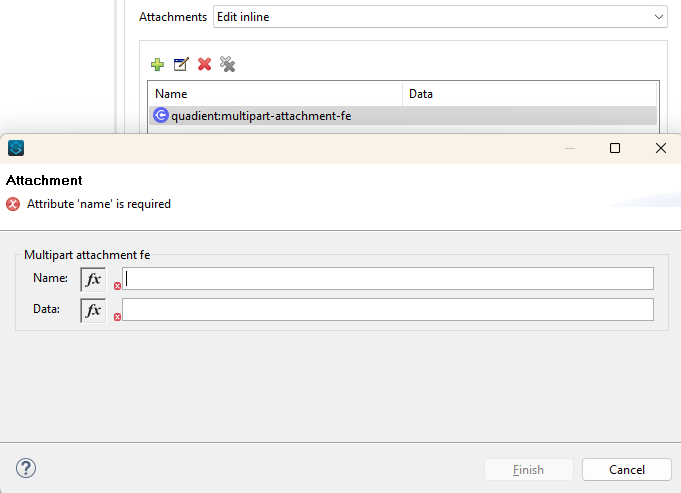 Attachments Edit inline
Name Data
quadient:multipart-attachment-fe
Attachment
Attribute 'name' is required
Multipart attachment fe
Name: fx
Data: fx
Finish Cancel